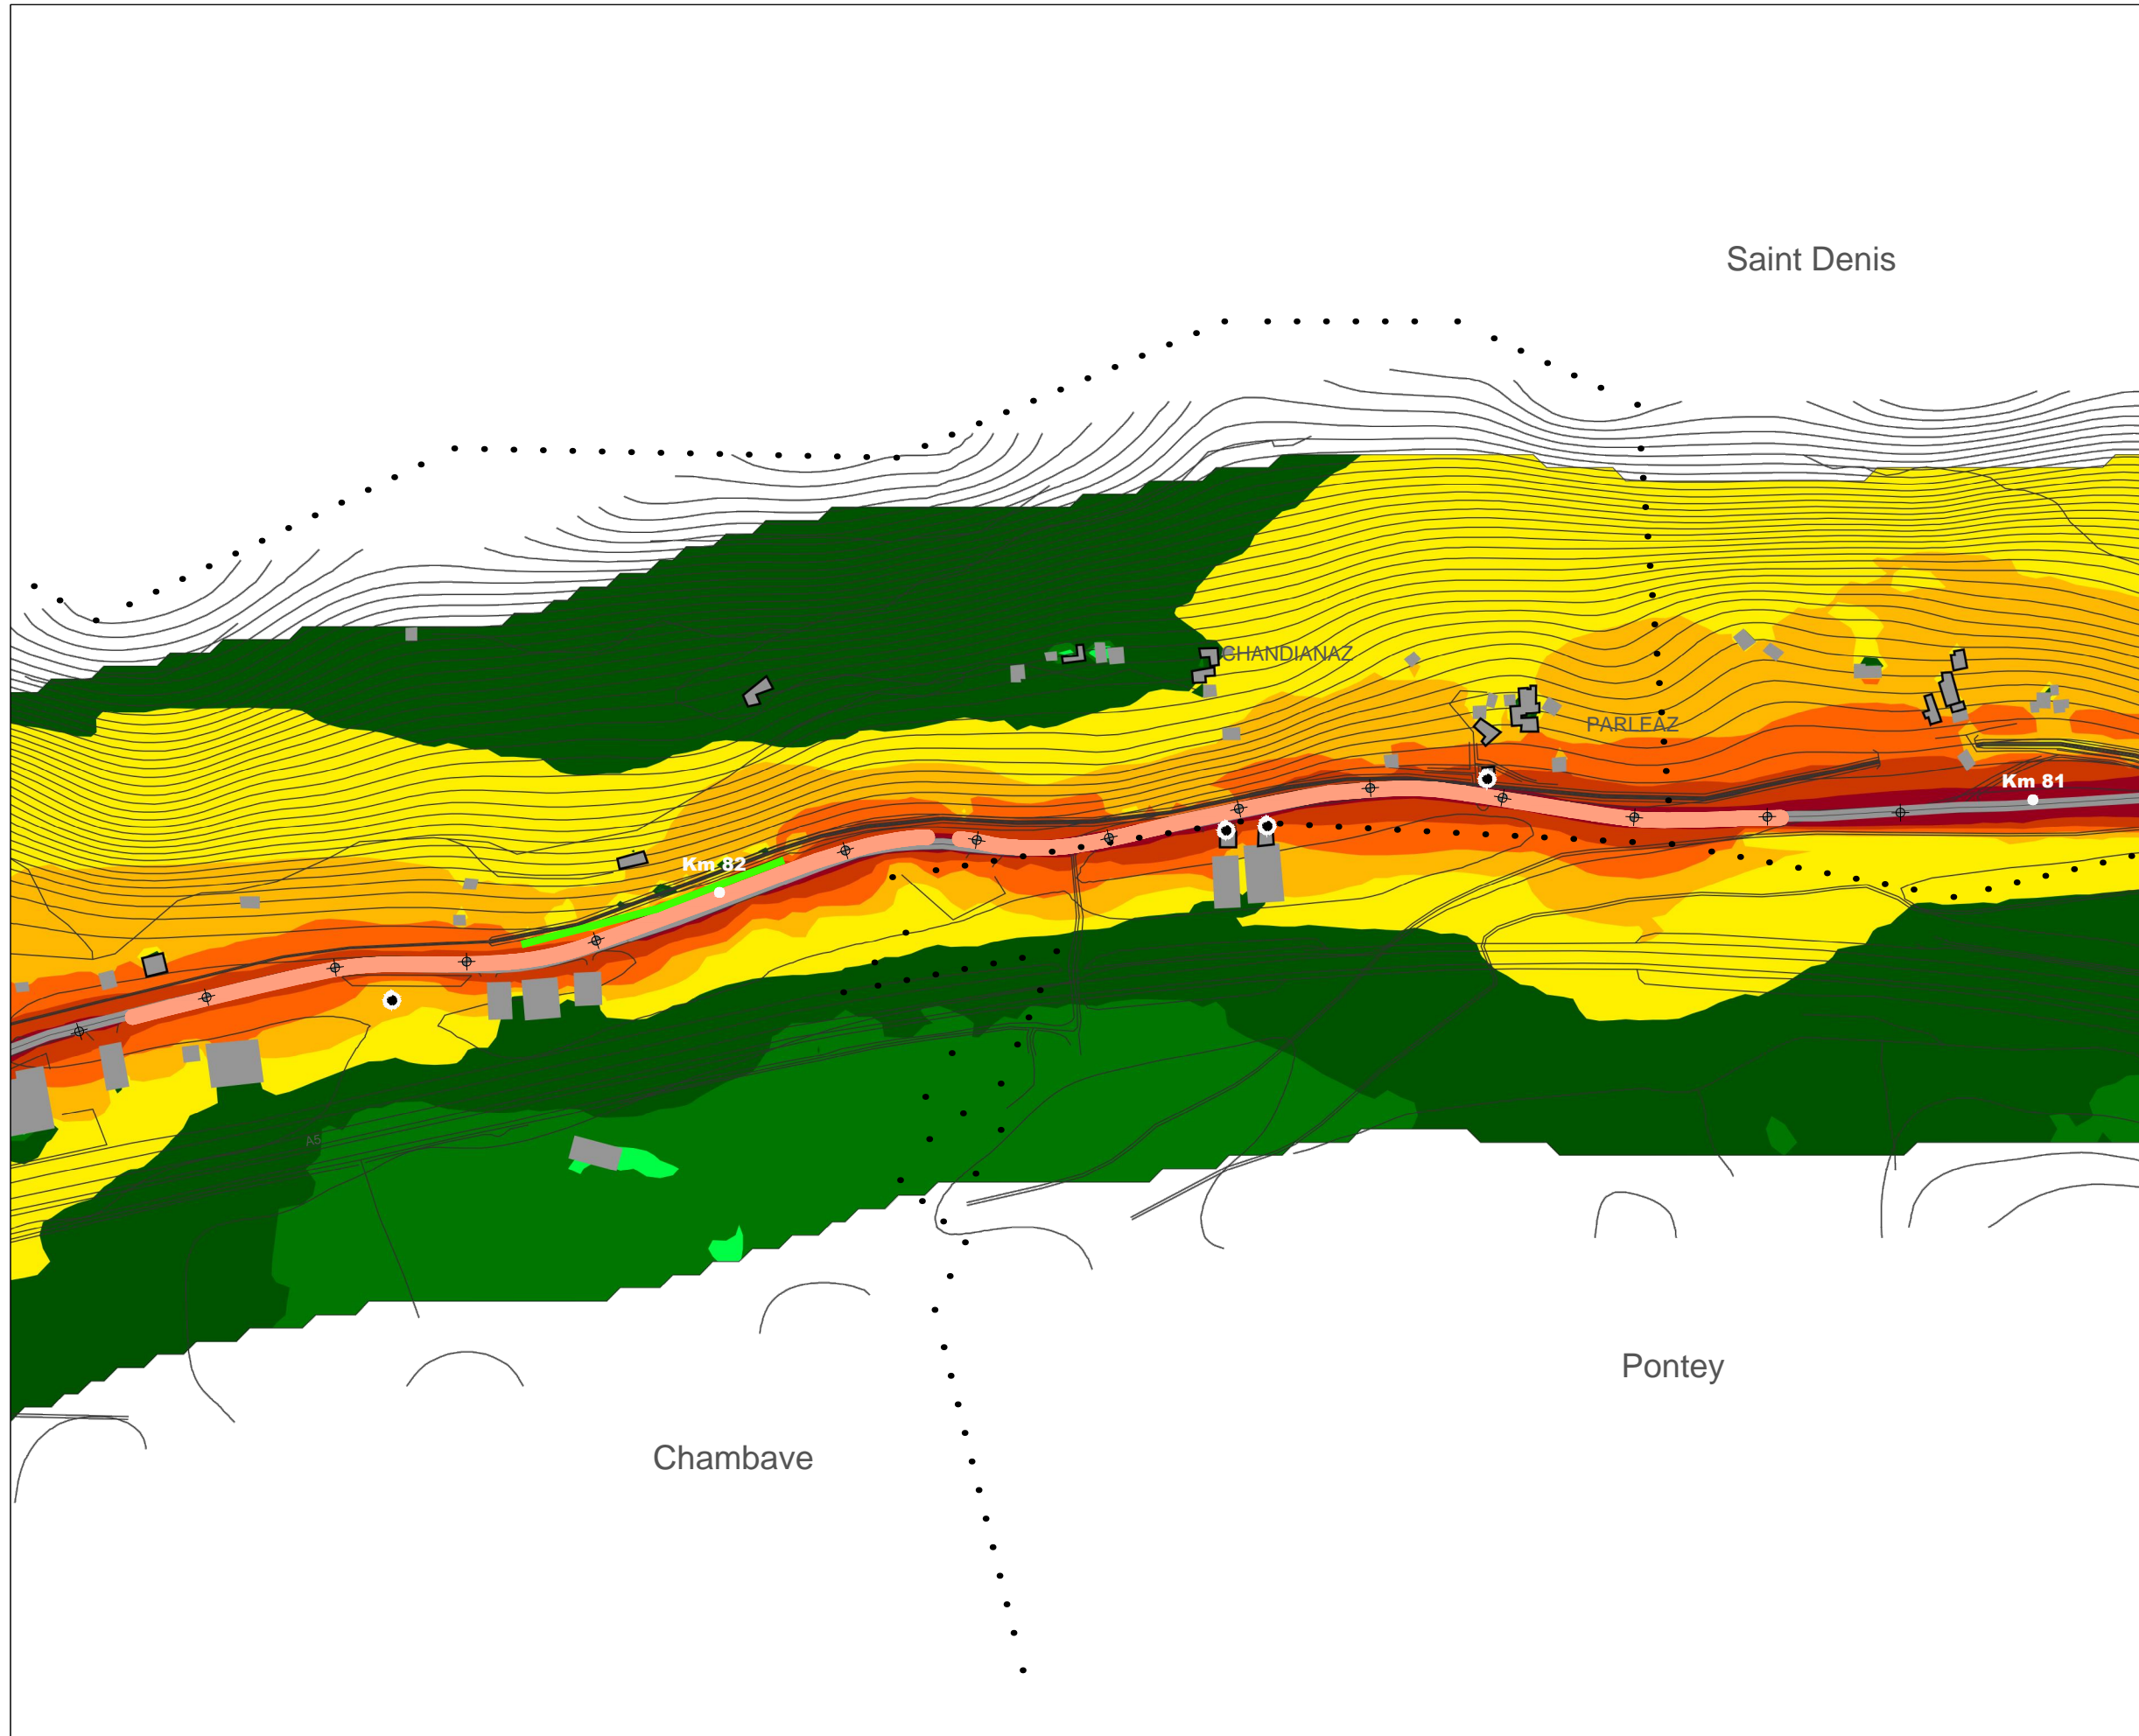 Saint Denis
CHANDIANAZ
PARLEAZ
Km 81
Km 82
A5
Pontey
Chambave